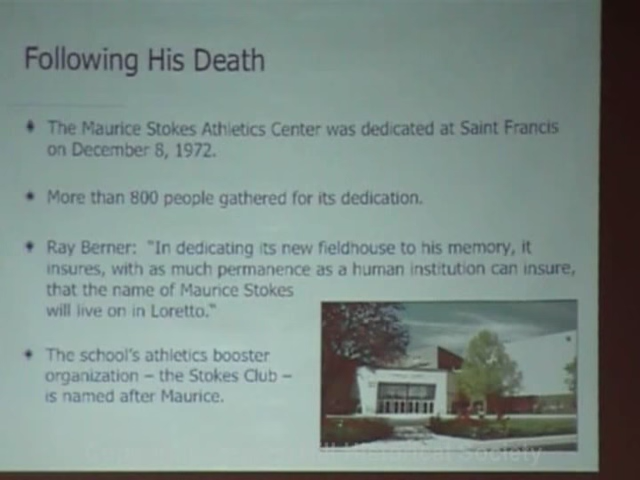 Following His Death
The Maurice Stokes Athletics Center was dedicated at Saint Francis
on December 8, 1972.
More than 800 people gathered for its dedication.
Ray Berner: "In dedicating its new fieldhouse to his memory, it
insures, with as much permanence as a human institution can insure,
that the name of Maurice Stokes
will live on in Loretto."
The school's athletics booster
organization – the Stokes Club –
is named after Maurice.
Historical Society